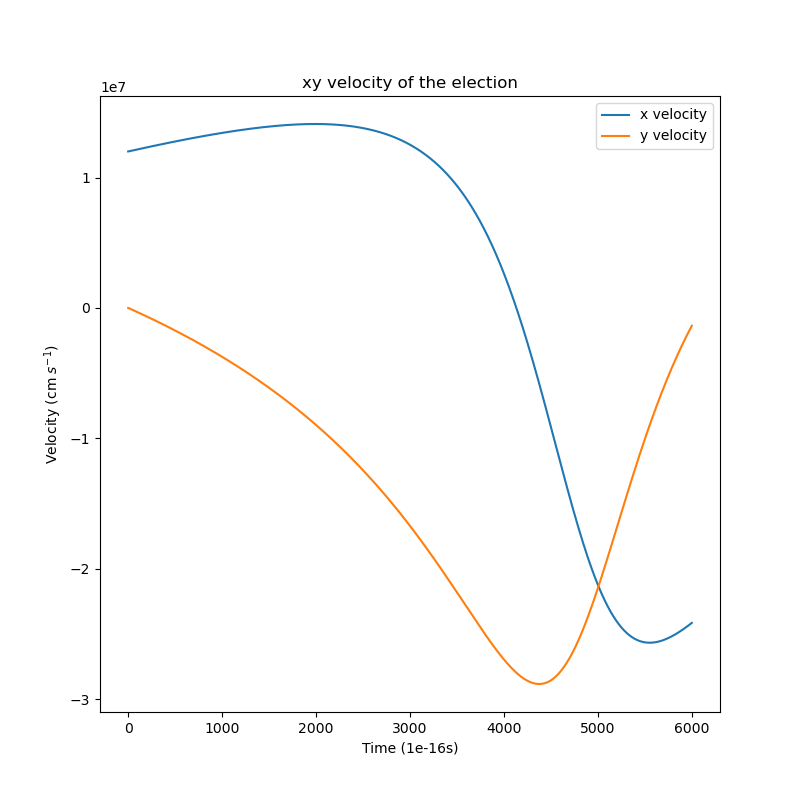 xy velocity of the election
1e7
x velocity
y velocity
1
0
−1
−2
−3
Velocity (cm $s^{-1}$)
0 1000 2000 3000 4000 5000 6000
Time (1e-16s)